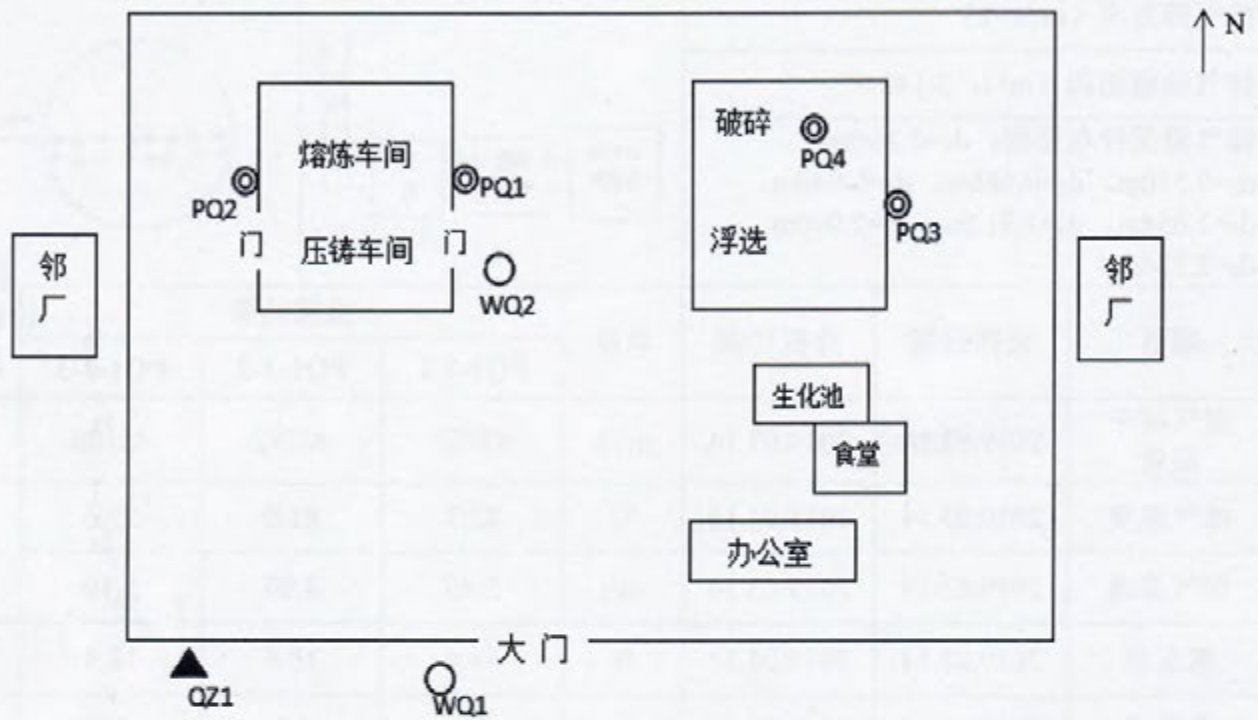 N
破碎
PQ4
熔炼车间
PQ1
PQ2
PQ3
门
门
浮选
压铸车间
邻
厂
邻
厂
WQ2
生化池
食堂
办公室
大门
QZ1
WQ1